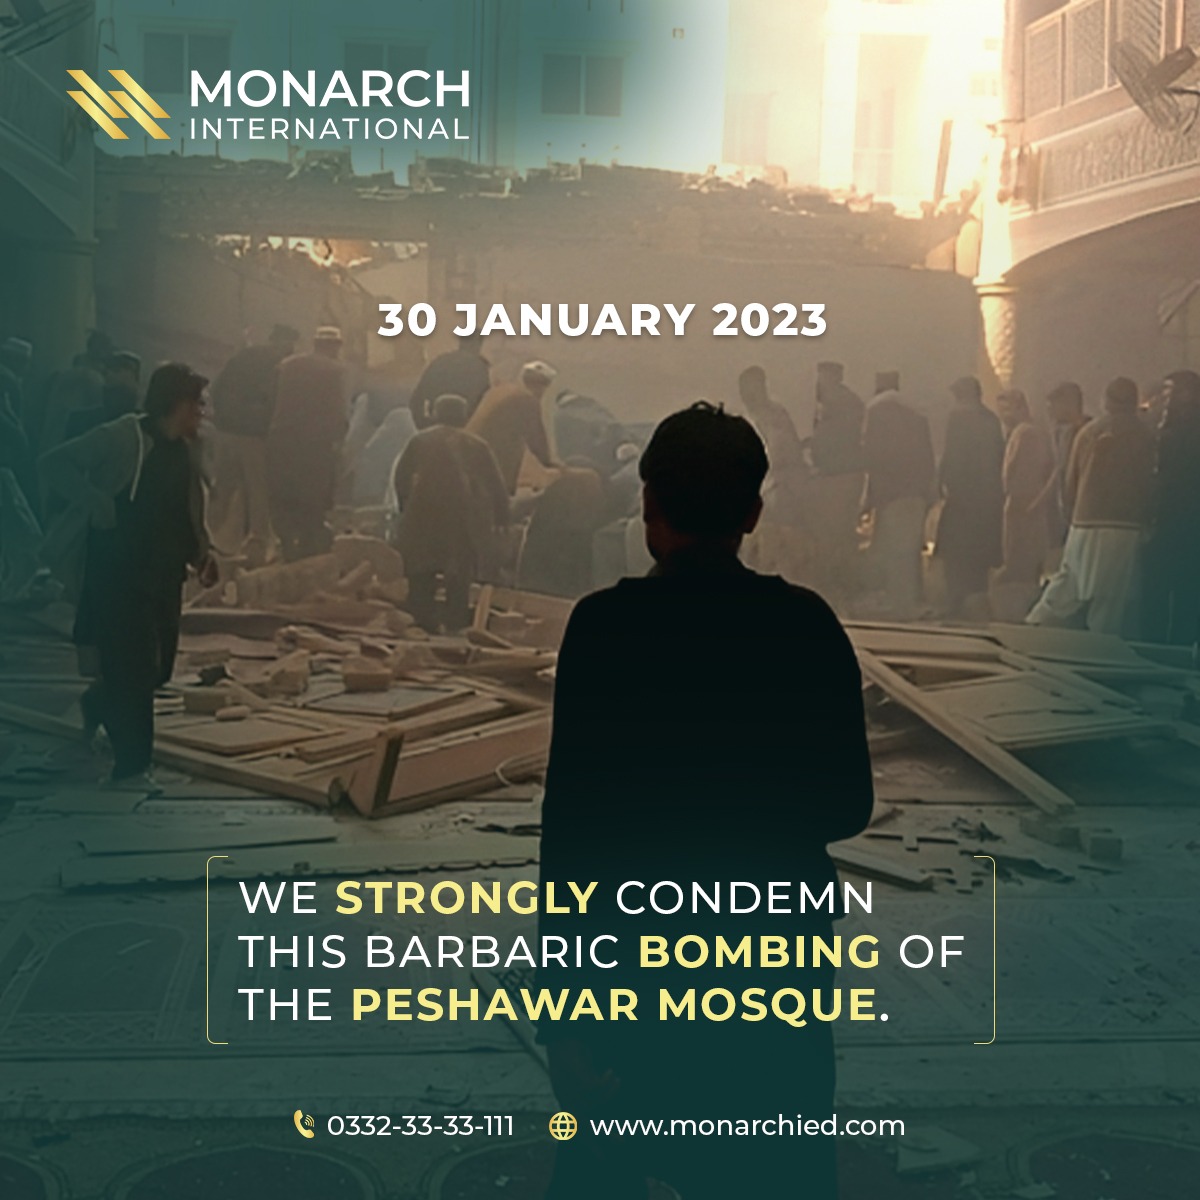 MONARCH
INTERNATIONAL
30 JANUARY 2023
WE STRONGLY CONDEMN
THIS BARBARIC BOMBING OF
THE PESHAWAR MOSQUE.
0332-33-33-111 www.monarchied.com